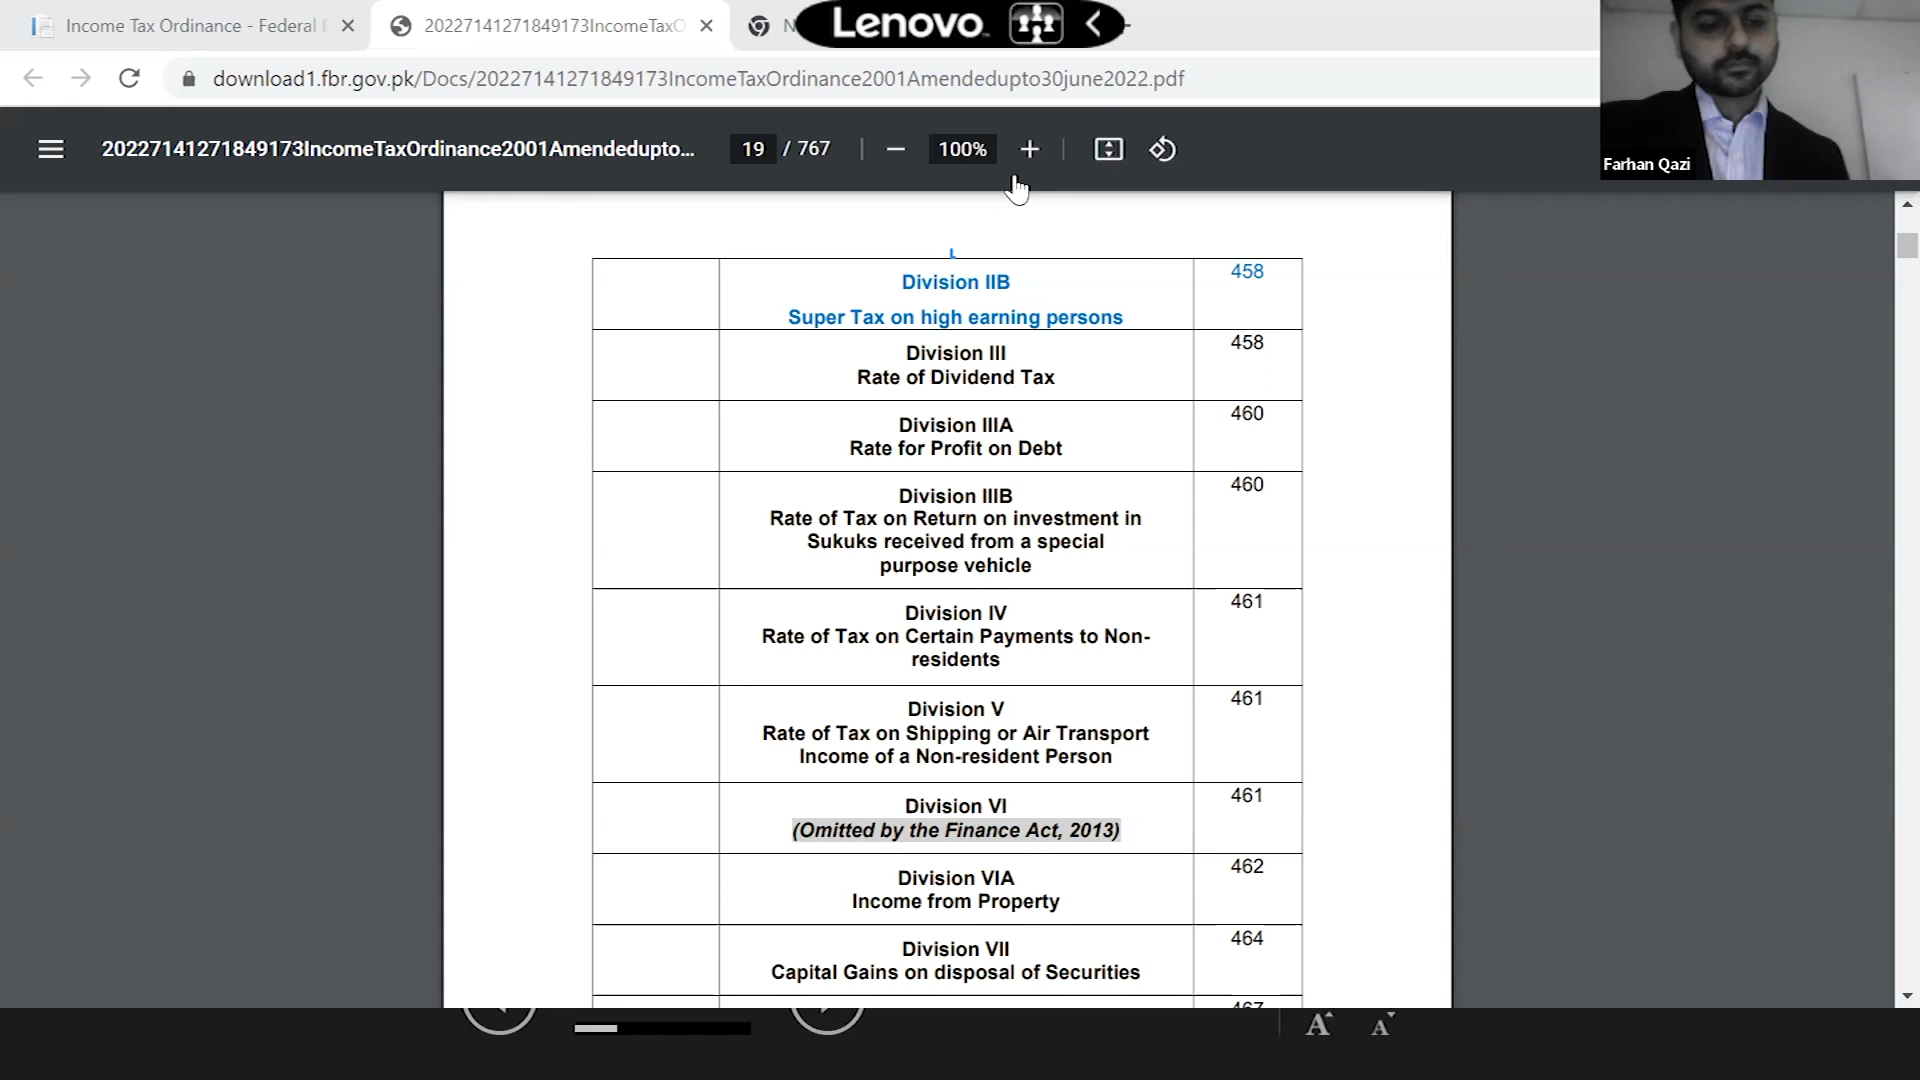 Income Tax Ordinance - Federal
20227141271849173IncomeTaxO
N
Lenovo
download1.fbr.gov.pk/Docs/20227141271849173IncomeTaxOrdinance2001Amendedupto30june2022.pdf
20227141271849173IncomeTaxOrdinance2001Amendedupto...
19 / 767
100%
Farhan Qazi
Division IIB
Super Tax on high earning persons
458
Division III
Rate of Dividend Tax
458
Division IIIA
Rate for Profit on Debt
460
Division IIIB
Rate of Tax on Return on investment in
Sukuks received from a special
purpose vehicle
460
Division IV
Rate of Tax on Certain Payments to Non-
residents
461
Division V
Rate of Tax on Shipping or Air Transport
Income of a Non-resident Person
461
Division VI
(Omitted by the Finance Act, 2013)
461
Division VIA
Income from Property
462
Division VII
Capital Gains on disposal of Securities
464
A A